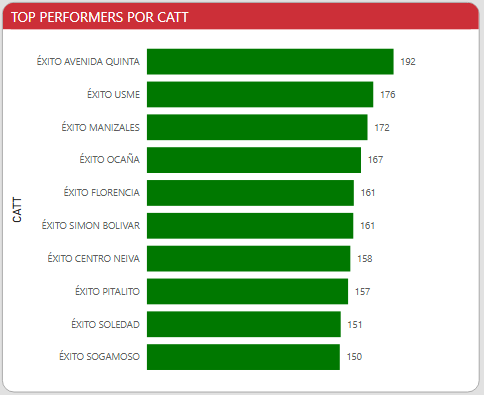 TOP PERFORMERS POR CATT
CATT
ÉXITO AVENIDA QUINTA 192
ÉXITO USME 176
ÉXITO MANIZALES 172
ÉXITO OCAÑA 167
ÉXITO FLORENCIA 161
ÉXITO SIMON BOLIVAR 161
ÉXITO CENTRO NEIVA 158
ÉXITO PITALITO 157
ÉXITO SOLEDAD 151
ÉXITO SOGAMOSO 150